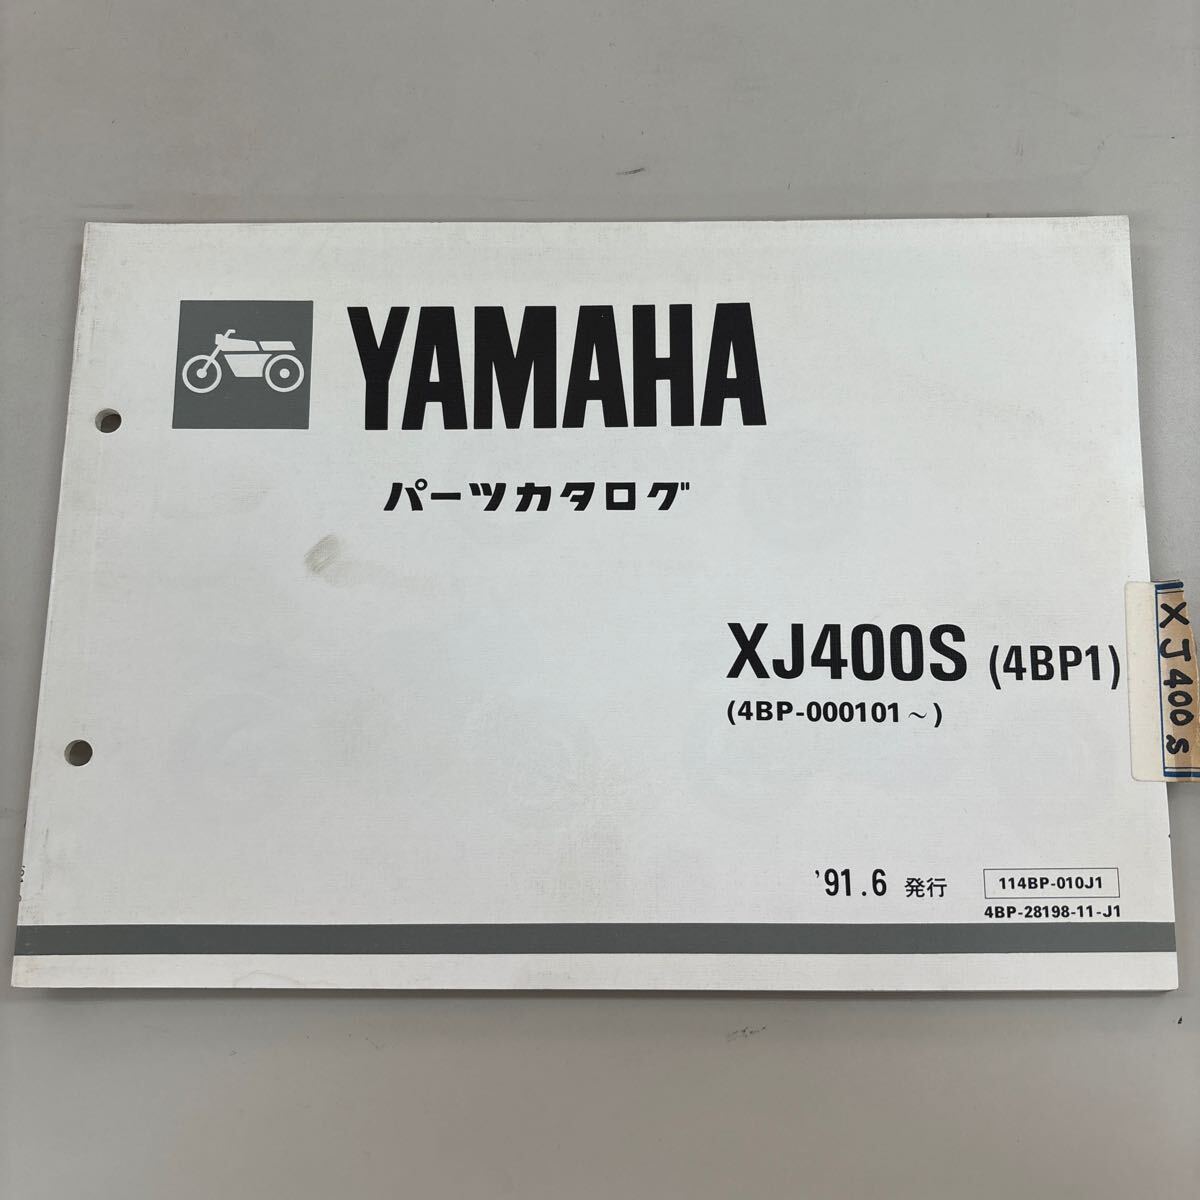 YAMAHA
パーツカタログ
XJ400S (4BP1)
(4BP-000101～)
XJ400S
'91.6 発行
114BP-010J1
4BP-28198-11-J1